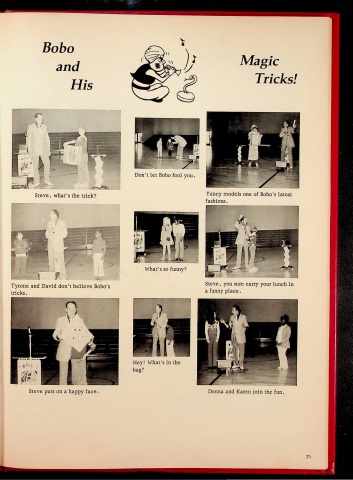 Bobo
and
His
Magic
Tricks!
Steve, what's the trick?
Don't let Bobo fool you.
Yancy models one of Bobo's latest
fashions.
Tyrone and David don't believe Bobo's
tricks.
What's so funny?
Steve, you sure carry your lunch in
a funny place.
Steve puts on a happy face.
Hey! What's in the
bag?
Donna and Karen join the fun.
71